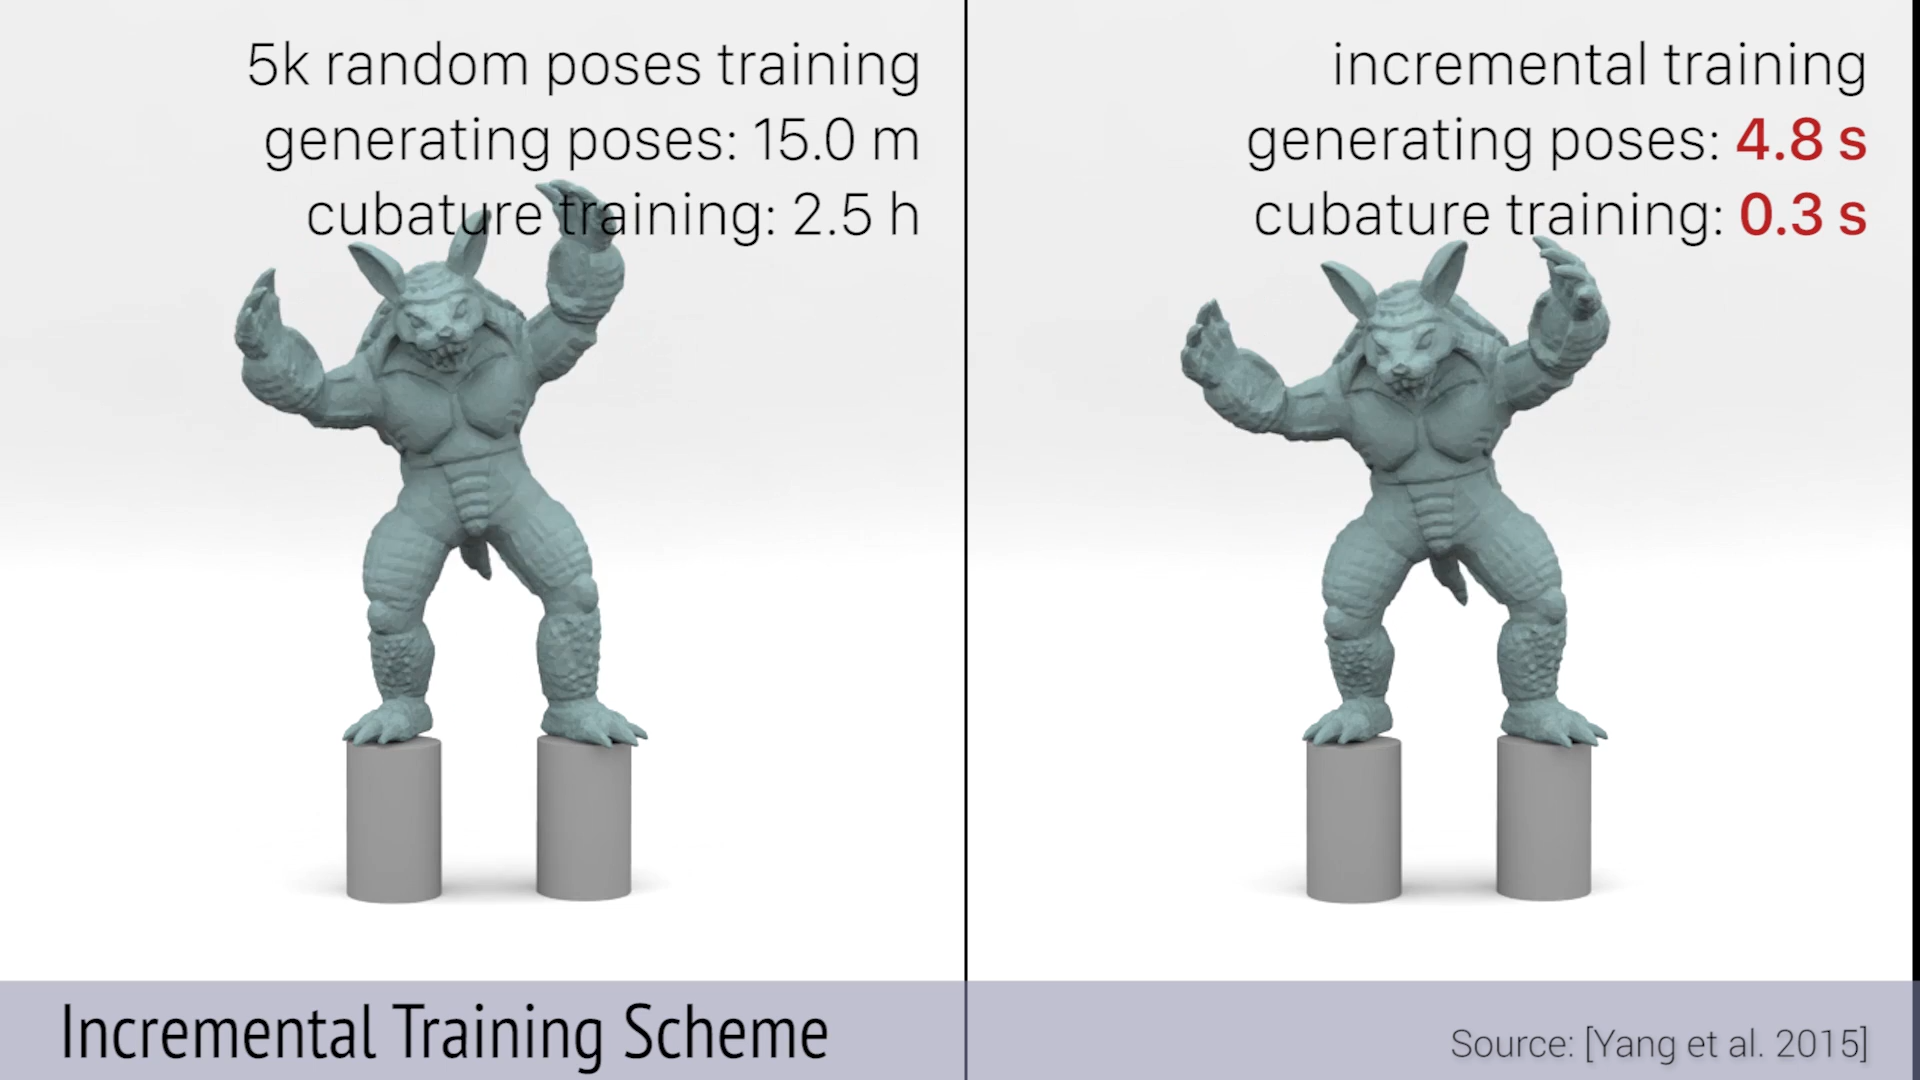 5k random poses training
generating poses: 15.0 m
cubature training: 2.5 h
incremental training
generating poses: 4.8 s
cubature training: 0.3 s
Incremental Training Scheme
Source: [Yang et al. 2015]